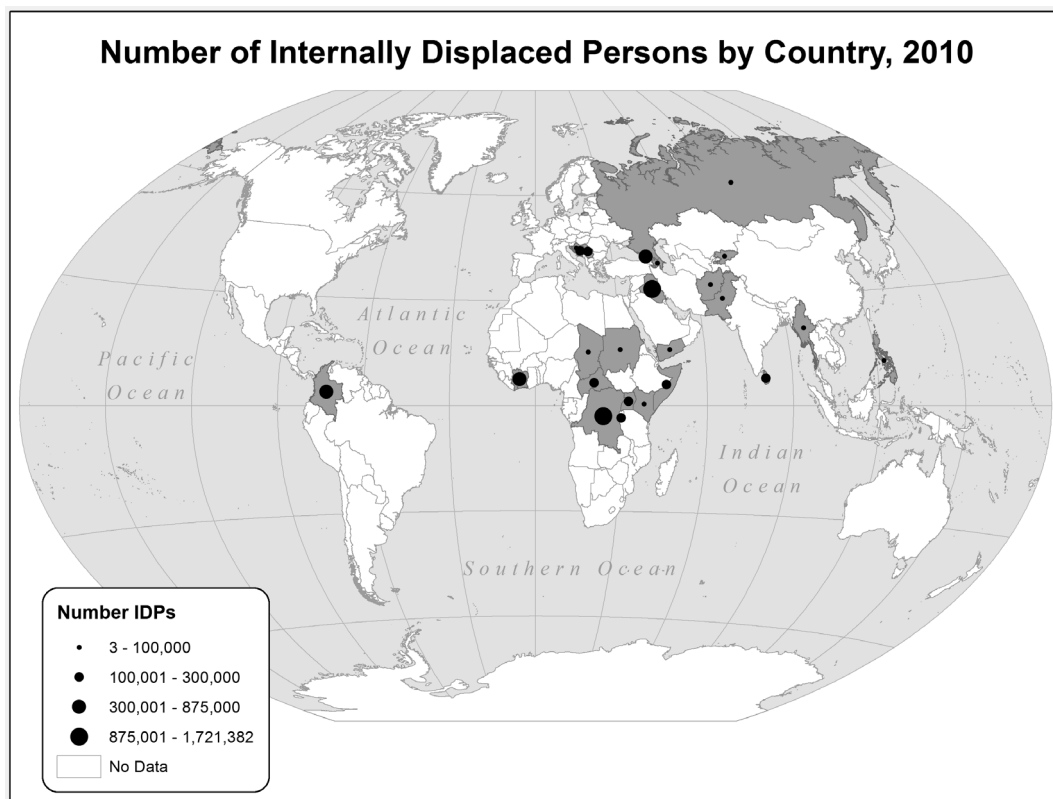 Number of Internally Displaced Persons by Country, 2010
Atlantic
Ocean
Pacific
Ocean
Indian
Ocean
Southern Ocean
Number IDPs
3 - 100,000
100,001 - 300,000
300,001 - 875,000
875,001 - 1,721,382
No Data